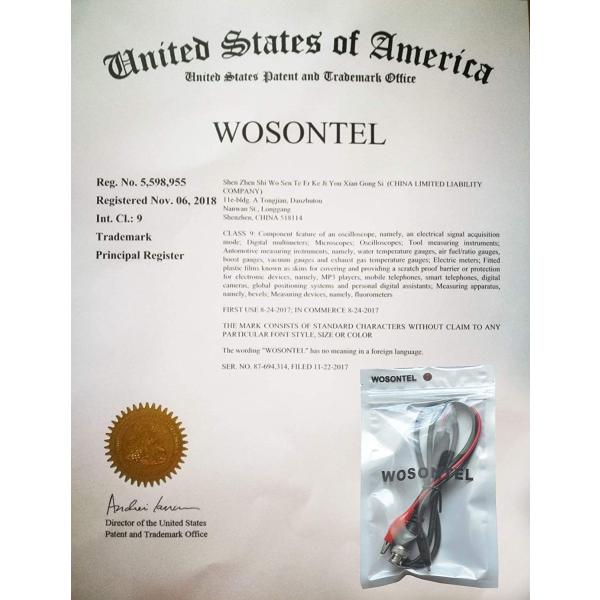 United States of America
United States Patent and Trademark Office
WOSONTEL
Reg. No. 5,598,955
Registered Nov. 06, 2018
Int. Cl.: 9
Trademark
Principal Register
Shen Zhen Shi Wo Sen Te Er Ke Ji You Xian Gong Si (CHINA LIMITED LIABILITY
COMPANY)
11e-bldg. A Tongjian, Danzhutou
Nanwan St., Longgang
Shenzhen, CHINA 518114
CLASS 9: Component feature of an oscilloscope, namely, an electrical signal acquisition
mode; Digital multimeters; Microscopes; Oscilloscopes; Tool measuring instruments;
Automotive measuring instruments, namely, water temperature gauges, air fuel/ratio gauges,
boost gauges, vacuum gauges and exhaust gas temperature gauges; Electric meters; Fitted
plastic films known as skins for covering and providing a scratch proof barrier or protection
for electronic devices, namely, MP3 players, mobile telephones, smart telephones, digital
cameras, global positioning systems and personal digital assistants; Measuring apparatus,
namely, bevels; Measuring devices, namely, fluorometers
FIRST USE 8-24-2017; IN COMMERCE 8-24-2017
THE MARK CONSISTS OF STANDARD CHARACTERS WITHOUT CLAIM TO ANY
PARTICULAR FONT STYLE, SIZE OR COLOR
The wording "WOSONTEL" has no meaning in a foreign language.
SER. NO. 87-694,314, FILED 11-22-2017
Director of the United States
Patent and Trademark Office
WOSONTEL
WOSONTEL